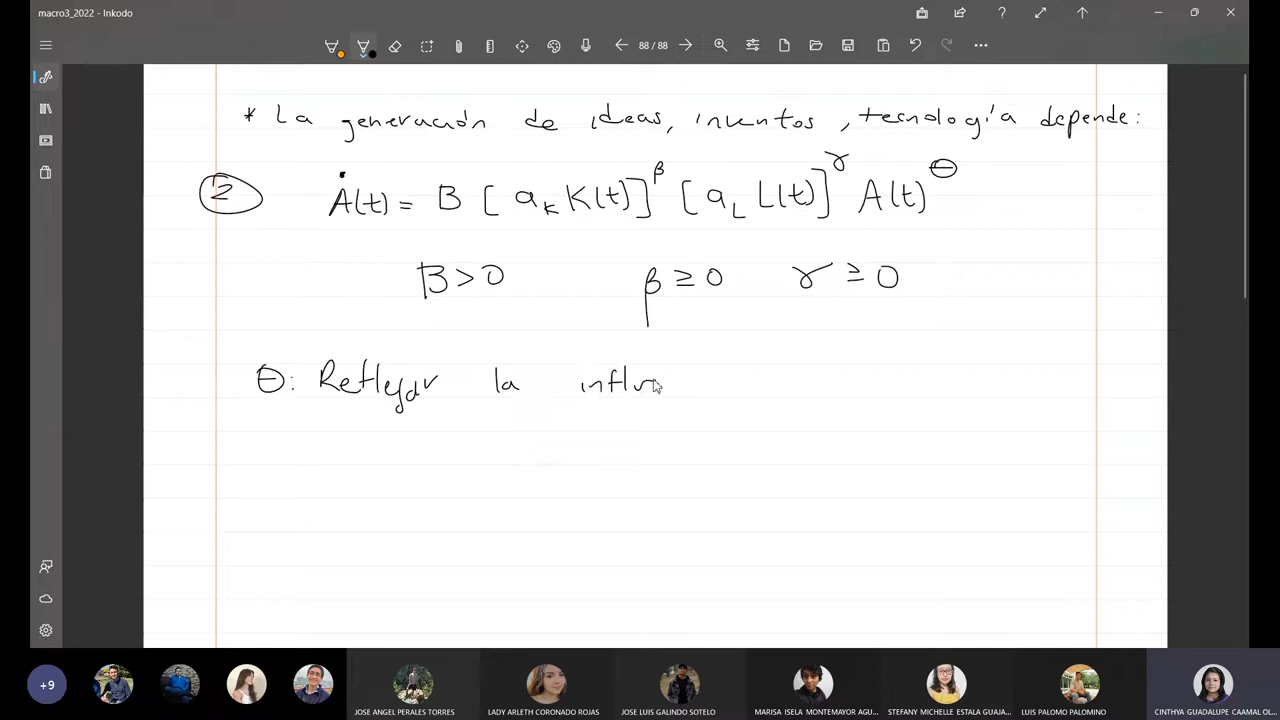 macro3_2022 - Inkodo
88 / 88
* La generación de ideas, inventos, tecnología depende:
2 Ȧ(t) = B [ a_K K(t)]^β [a_L L(t)]^γ A(t)^θ
B > 0 β ≥ 0 γ ≥ 0
θ: Reflejar la influ
+9
JOSE ANGEL PERALES TORRES
LADY ARLETH CORONADO ROJAS
JOSE LUIS GALINDO SOTELO
MARISA ISELA MONTEMAYOR AGU...
STEFANY MICHELLE ESTALA GUAJA...
LUIS PALOMO PALOMINO
CINTHYA GUADALUPE CAAMAL OL...